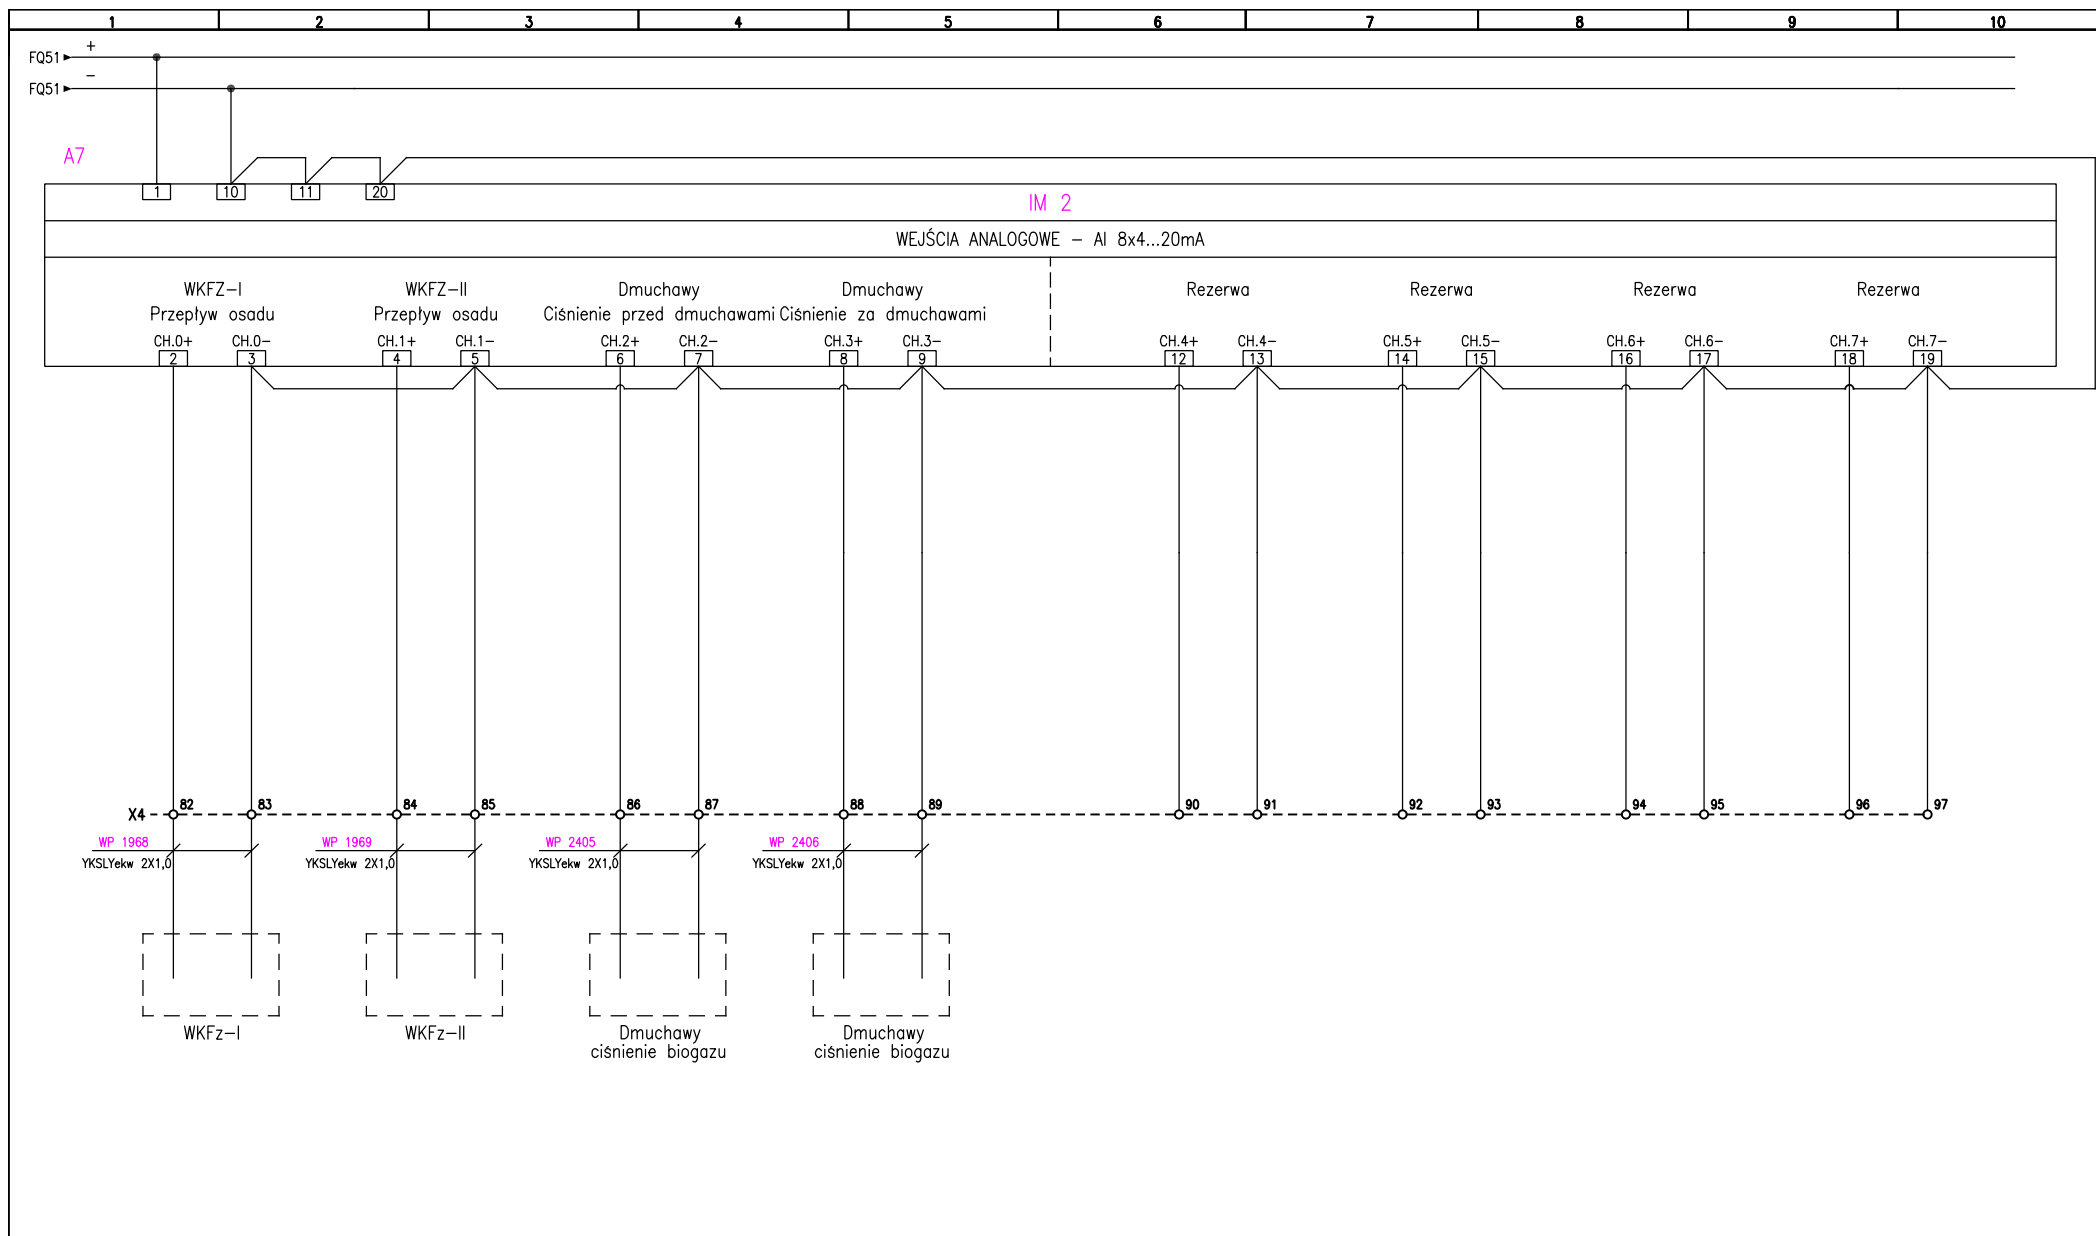 1 2 3 4 5 6 7 8 9 10
FQ51 +
FQ51 -
A7
1 10 11 20
IM 2
WEJŚCIA ANALOGOWE - AI 8x4...20mA
WKFZ-I WKFZ-II Dmuchawy Dmuchawy Rezerwa Rezerwa Rezerwa Rezerwa
Przepływ osadu Przepływ osadu Ciśnienie przed dmuchawami Ciśnienie za dmuchawami
CH.0+ CH.0- CH.1+ CH.1- CH.2+ CH.2- CH.3+ CH.3- CH.4+ CH.4- CH.5+ CH.5- CH.6+ CH.6- CH.7+ CH.7-
2 3 4 5 6 7 8 9 12 13 14 15 16 17 18 19
X4 82 83 84 85 86 87 88 89 90 91 92 93 94 95 96 97
WP 1968 WP 1969 WP 2405 WP 2406
YKSLYekw 2X1,0 YKSLYekw 2X1,0 YKSLYekw 2X1,0 YKSLYekw 2X1,0
WKFz-I WKFz-II Dmuchawy Dmuchawy
ciśnienie biogazu ciśnienie biogazu